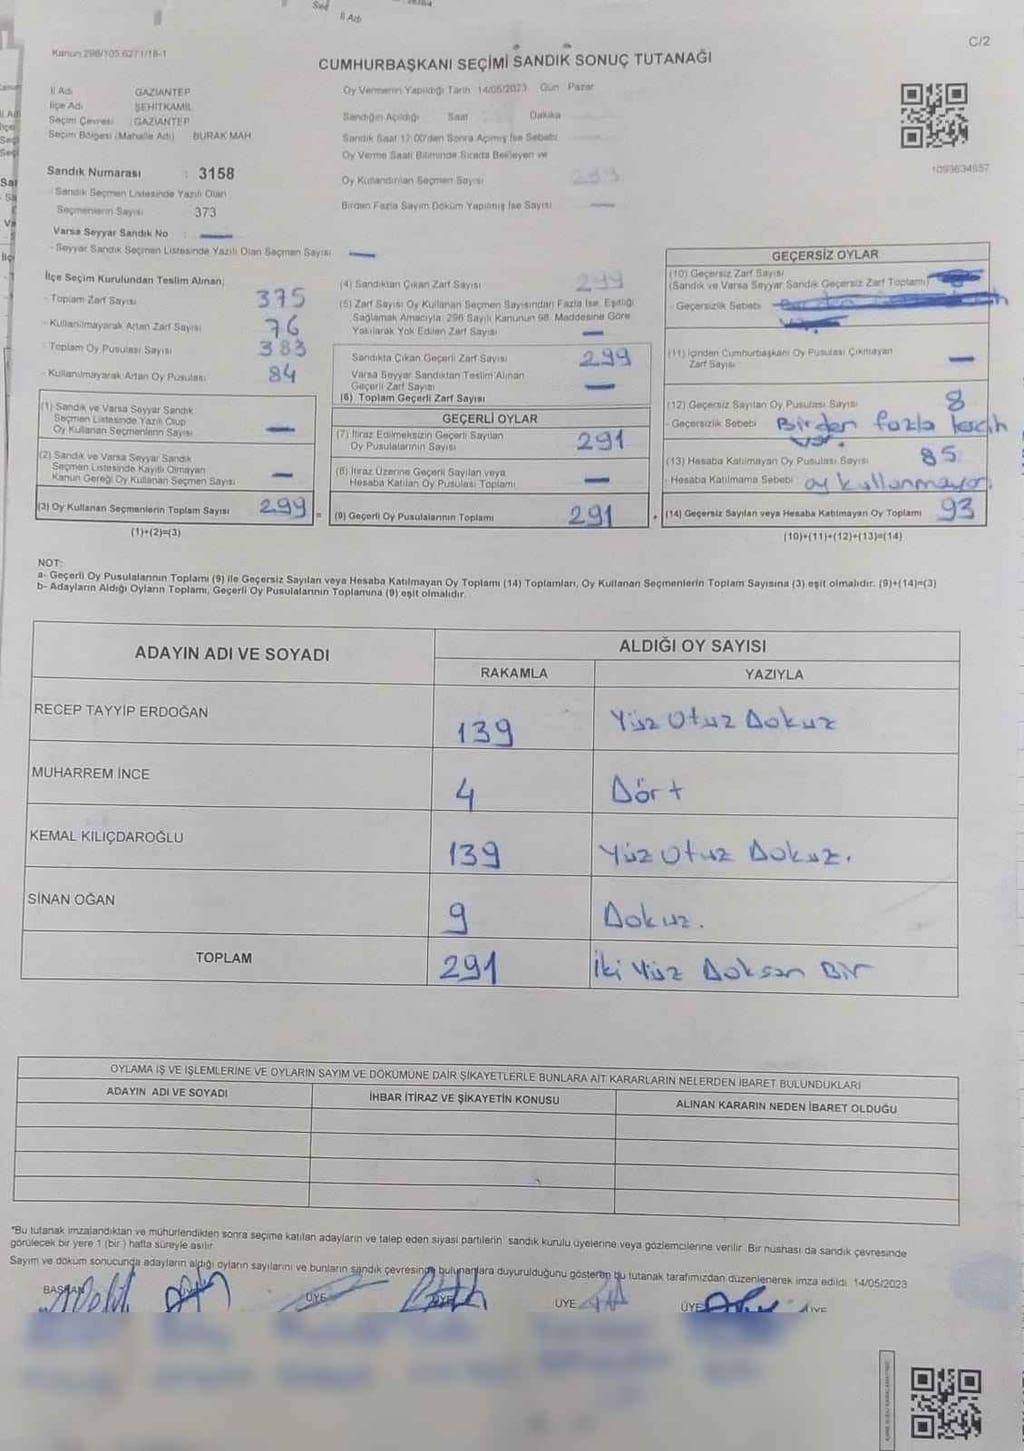 Kanun 298/105,6271/18-1
C/2
CUMHURBAŞKANI SEÇİMİ SANDIK SONUÇ TUTANAĞI
İl Adı GAZİANTEP
İlçe Adı ŞEHİTKAMİL
Seçim Çevresi : GAZİANTEP
Seçim Bölgesi (Mahalle Adı) BURAK MAH
Sandık Numarası : 3158
- Sandık Seçmen Listesinde Yazılı Olan
Seçmenlerin Sayısı 373
Varsa Seyyar Sandık No : —
- Seyyar Sandık Seçmen Listesinde Yazılı Olan Seçmen Sayısı —
Oy Vermenin Yapıldığı Tarih 14/05/2023 Gün Pazar
Sandığın Açıldığı Saat Dakika
Sandık Saat 17:00'den Sonra Açılmış İse Sebebi
Oy Verme Saati Bitiminde Sırada Bekleyen ve
Oy Kullandırılan Seçmen Sayısı
Birden Fazla Sayım Döküm Yapılmış İse Sayısı —
1099634657
İlçe Seçim Kurulundan Teslim Alınan;
- Toplam Zarf Sayısı 375
- Kullanılmayarak Artan Zarf Sayısı 76
- Toplam Oy Pusulası Sayısı 383
- Kullanılmayarak Artan Oy Pusulası 84
(1) Sandık ve Varsa Seyyar Sandık
Seçmen Listesinde Yazılı Olup
Oy Kullanan Seçmenlerin Sayısı —
(2) Sandık ve Varsa Seyyar Sandık
Seçmen Listesinde Kayıtlı Olmayan
Kanun Gereği Oy Kullanan Seçmen Sayısı —
(3) Oy Kullanan Seçmenlerin Toplam Sayısı 299 =
(1)+(2)=(3)
(4) Sandıktan Çıkan Zarf Sayısı 299
(5) Zarf Sayısı Oy Kullanan Seçmen Sayısından Fazla İse, Eşitliği
Sağlamak Amacıyla; 298 Sayılı Kanunun 98. Maddesine Göre
Yakılarak Yok Edilen Zarf Sayısı —
Sandıkta Çıkan Geçerli Zarf Sayısı 299
Varsa Seyyar Sandıktan Teslim Alınan
Geçerli Zarf Sayısı —
(6) Toplam Geçerli Zarf Sayısı
GEÇERLİ OYLAR
(7) İtiraz Edilmeksizin Geçerli Sayılan
Oy Pusulalarının Sayısı 291
(8) İtiraz Üzerine Geçerli Sayılan veya
Hesaba Katılan Oy Pusulası Toplamı —
(9) Geçerli Oy Pusulalarının Toplamı 291 +
GEÇERSİZ OYLAR
(10) Geçersiz Zarf Sayısı
(Sandık ve Varsa Seyyar Sandık Geçersiz Zarf Toplamı)
- Geçersizlik Sebebi
(11) İçinden Cumhurbaşkanı Oy Pusulası Çıkmayan
Zarf Sayısı —
(12) Geçersiz Sayılan Oy Pusulası Sayısı 8
- Geçersizlik Sebebi Birden fazla tercih
var.
(13) Hesaba Katılmayan Oy Pusulası Sayısı 85
- Hesaba Katılmama Sebebi oy kullanmayan.
(14) Geçersiz Sayılan veya Hesaba Katılmayan Oy Toplamı 93
(10)+(11)+(12)+(13)=(14)
NOT:
a- Geçerli Oy Pusulalarının Toplamı (9) ile Geçersiz Sayılan veya Hesaba Katılmayan Oy Toplamı (14) Toplamları, Oy Kullanan Seçmenlerin Toplam Sayısına (3) eşit olmalıdır. (9)+(14)=(3)
b- Adayların Aldığı Oyların Toplamı, Geçerli Oy Pusulalarının Toplamına (9) eşit olmalıdır.
ADAYIN ADI VE SOYADI
ALDIĞI OY SAYISI
RAKAMLA YAZIYLA
RECEP TAYYİP ERDOĞAN 139 Yüz Otuz Dokuz
MUHARREM İNCE 4 Dört
KEMAL KILIÇDAROĞLU 139 Yüz Otuz Dokuz.
SİNAN OĞAN 9 Dokuz.
TOPLAM 291 İki Yüz Doksan Bir
OYLAMA İŞ VE İŞLEMLERİNE VE OYLARIN SAYIM VE DÖKÜMÜNE DAİR ŞİKAYETLERLE BUNLARA AİT KARARLARIN NELERDEN İBARET BULUNDUKLARI
ADAYIN ADI VE SOYADI İHBAR İTİRAZ VE ŞİKAYETİN KONUSU ALINAN KARARIN NEDEN İBARET OLDUĞU
*Bu tutanak imzalandıktan ve mühürlendikten sonra seçime katılan adayların ve talep eden siyasi partilerin sandık kurulu üyelerine veya gözlemcilerine verilir. Bir nushası da sandık çevresinde
görülecek bir yere 1 (bir ) hafta süreyle asılır.
Sayım ve döküm sonucunda adayların aldığı oyların sayılarını ve bunların sandık çevresinde bulunanlara duyurulduğunu gösteren bu tutanak tarafımızdan düzenlenerek imza edildi. 14/05/2023
BAŞKAN ÜYE ÜYE ÜYE ÜYE ÜYE